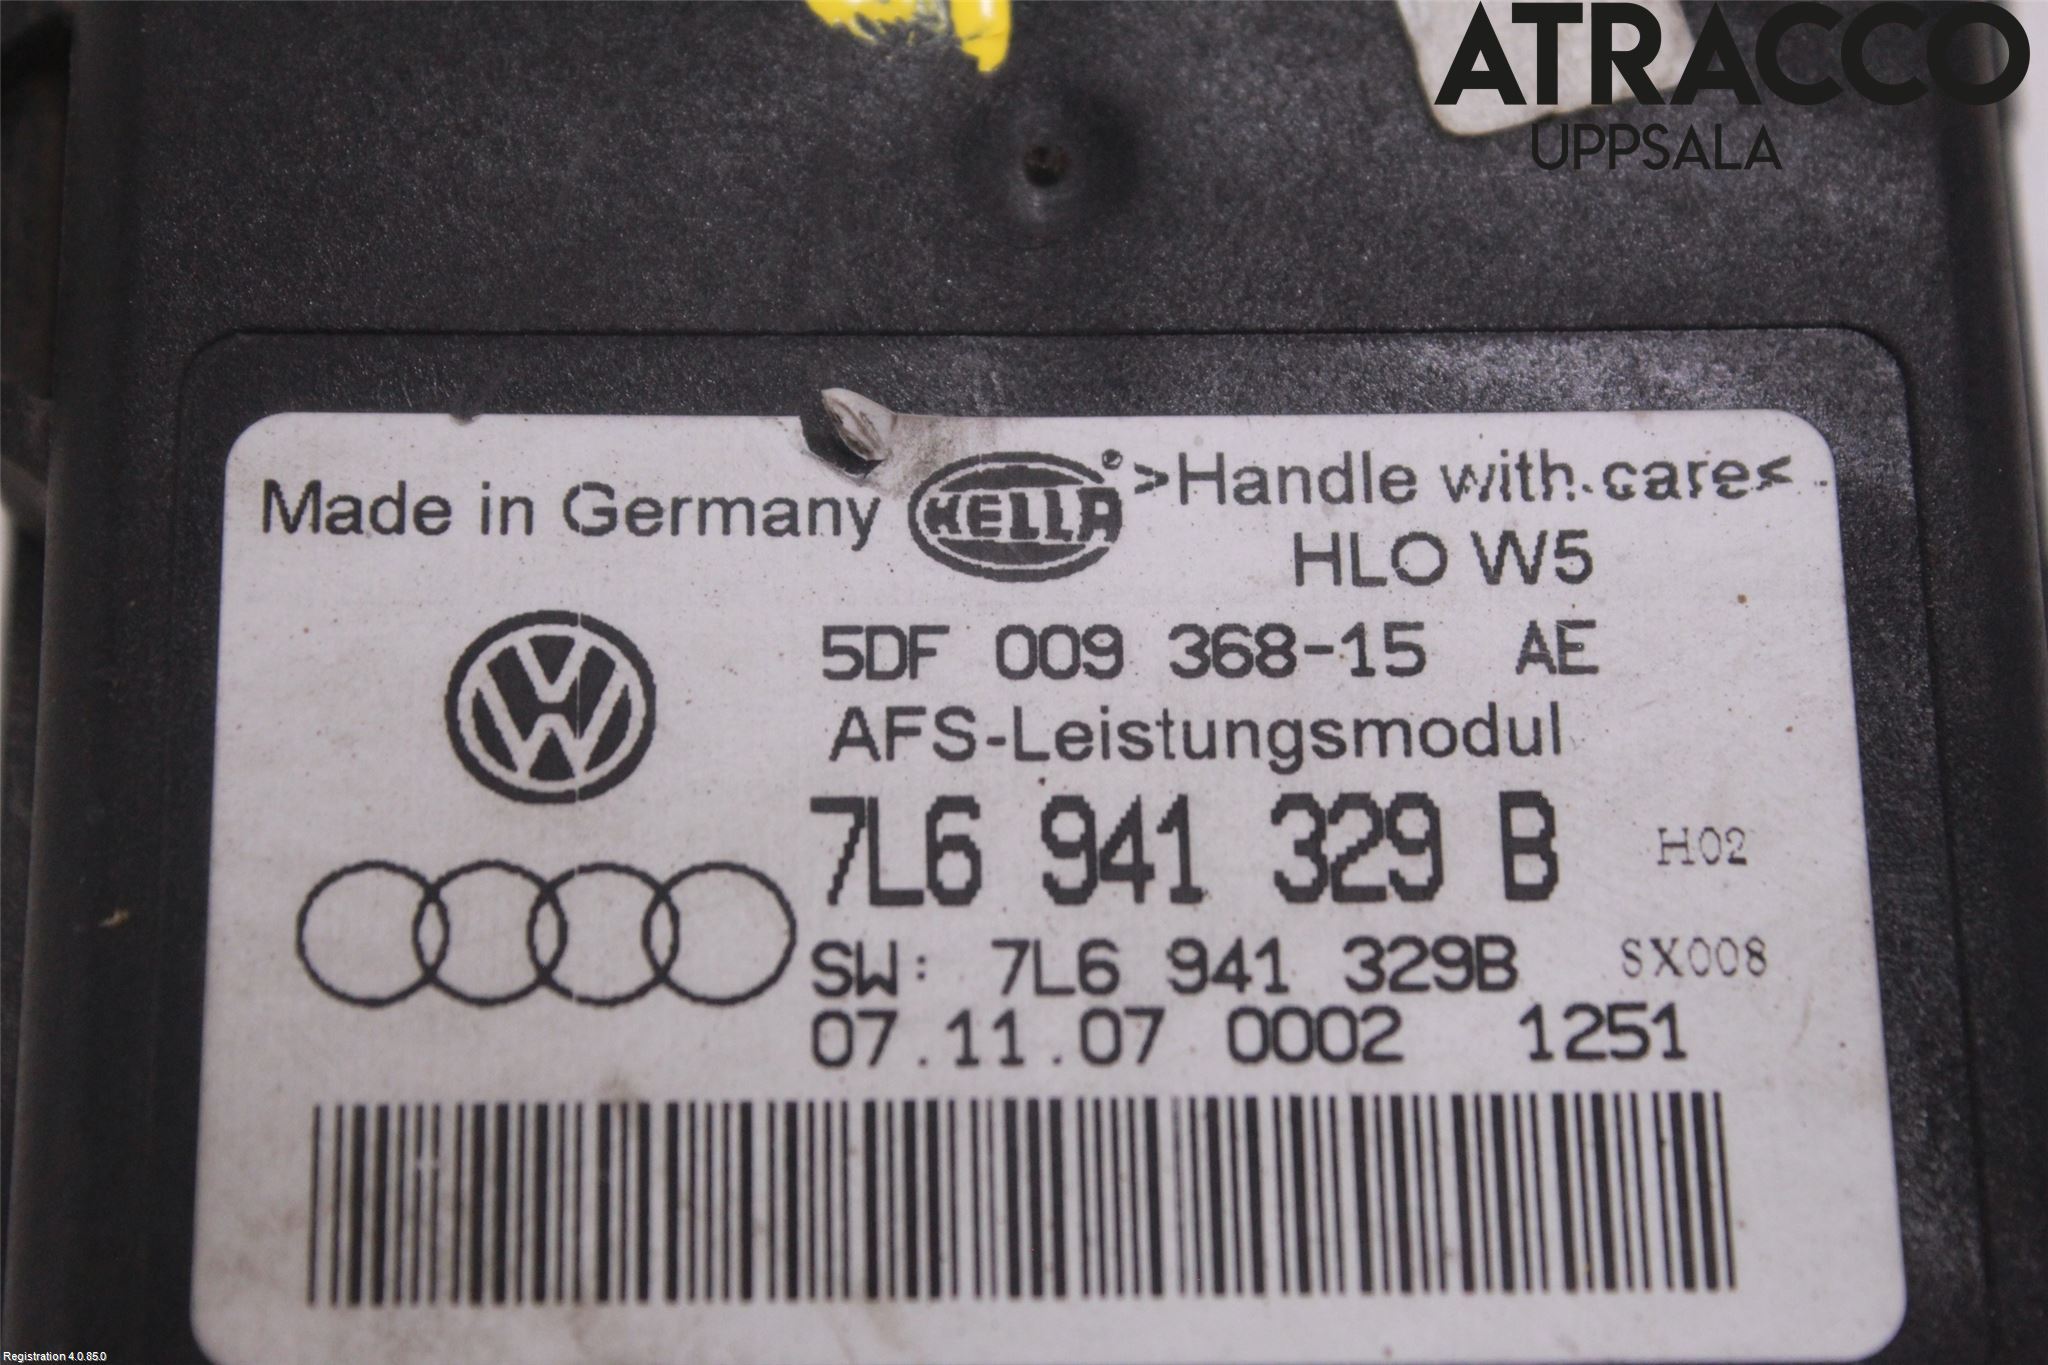 ATRACCO
UPPSALA
Made in Germany HELLA >Handle with care<
HLO W5
5DF 009 368-15 AE
AFS-Leistungsmodul
7L6 941 329 B H02
SW: 7L6 941 329B SX008
07.11.07 0002 1251
Registration 4.0.85.0